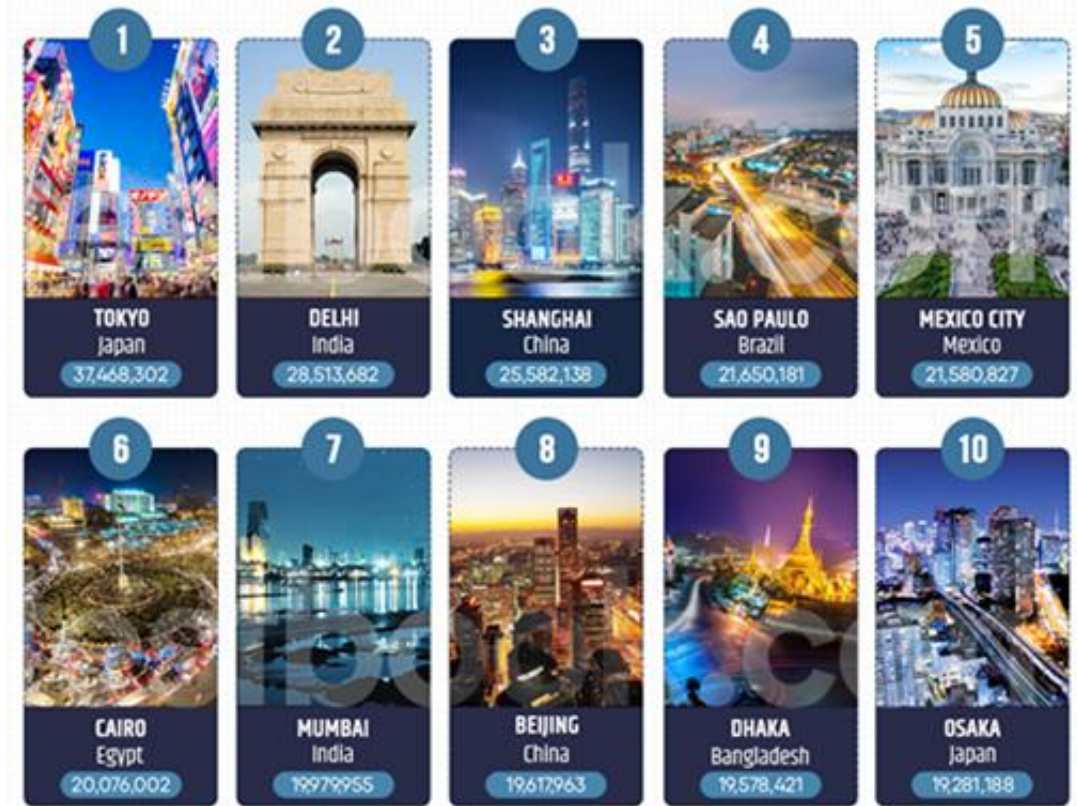 1
TOKYO
Japan
37,468,302
2
DELHI
India
28,513,682
3
SHANGHAI
China
25,582,138
4
SAO PAULO
Brazil
21,650,181
5
MEXICO CITY
Mexico
21,580,827
6
CAIRO
Egypt
20,076,002
7
MUMBAI
India
19,979,955
8
BEIJING
China
19,617,963
9
DHAKA
Bangladesh
19,578,421
10
OSAKA
Japan
19,281,188